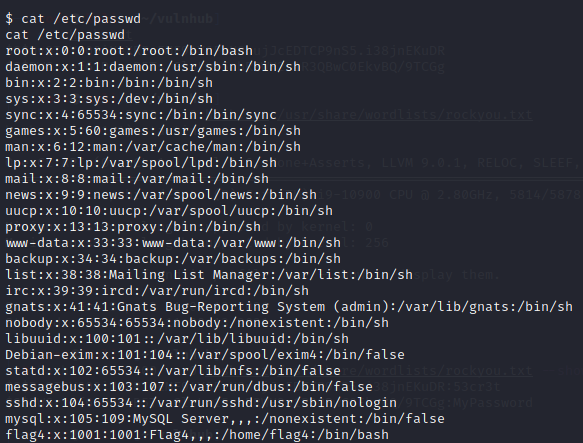 $ cat /etc/passwd
cat /etc/passwd
root:x:0:0:root:/root:/bin/bash
daemon:x:1:1:daemon:/usr/sbin:/bin/sh
bin:x:2:2:bin:/bin:/bin/sh
sys:x:3:3:sys:/dev:/bin/sh
sync:x:4:65534:sync:/bin:/bin/sync
games:x:5:60:games:/usr/games:/bin/sh
man:x:6:12:man:/var/cache/man:/bin/sh
lp:x:7:7:lp:/var/spool/lpd:/bin/sh
mail:x:8:8:mail:/var/mail:/bin/sh
news:x:9:9:news:/var/spool/news:/bin/sh
uucp:x:10:10:uucp:/var/spool/uucp:/bin/sh
proxy:x:13:13:proxy:/bin:/bin/sh
www-data:x:33:33:www-data:/var/www:/bin/sh
backup:x:34:34:backup:/var/backups:/bin/sh
list:x:38:38:Mailing List Manager:/var/list:/bin/sh
irc:x:39:39:ircd:/var/run/ircd:/bin/sh
gnats:x:41:41:Gnats Bug-Reporting System (admin):/var/lib/gnats:/bin/sh
nobody:x:65534:65534:nobody:/nonexistent:/bin/sh
libuuid:x:100:101::/var/lib/libuuid:/bin/sh
Debian-exim:x:101:104::/var/spool/exim4:/bin/false
statd:x:102:65534::/var/lib/nfs:/bin/false
messagebus:x:103:107::/var/run/dbus:/bin/false
sshd:x:104:65534::/var/run/sshd:/usr/sbin/nologin
mysql:x:105:109:MySQL Server,,,:/nonexistent:/bin/false
flag4:x:1001:1001:Flag4,,,:/home/flag4:/bin/bash